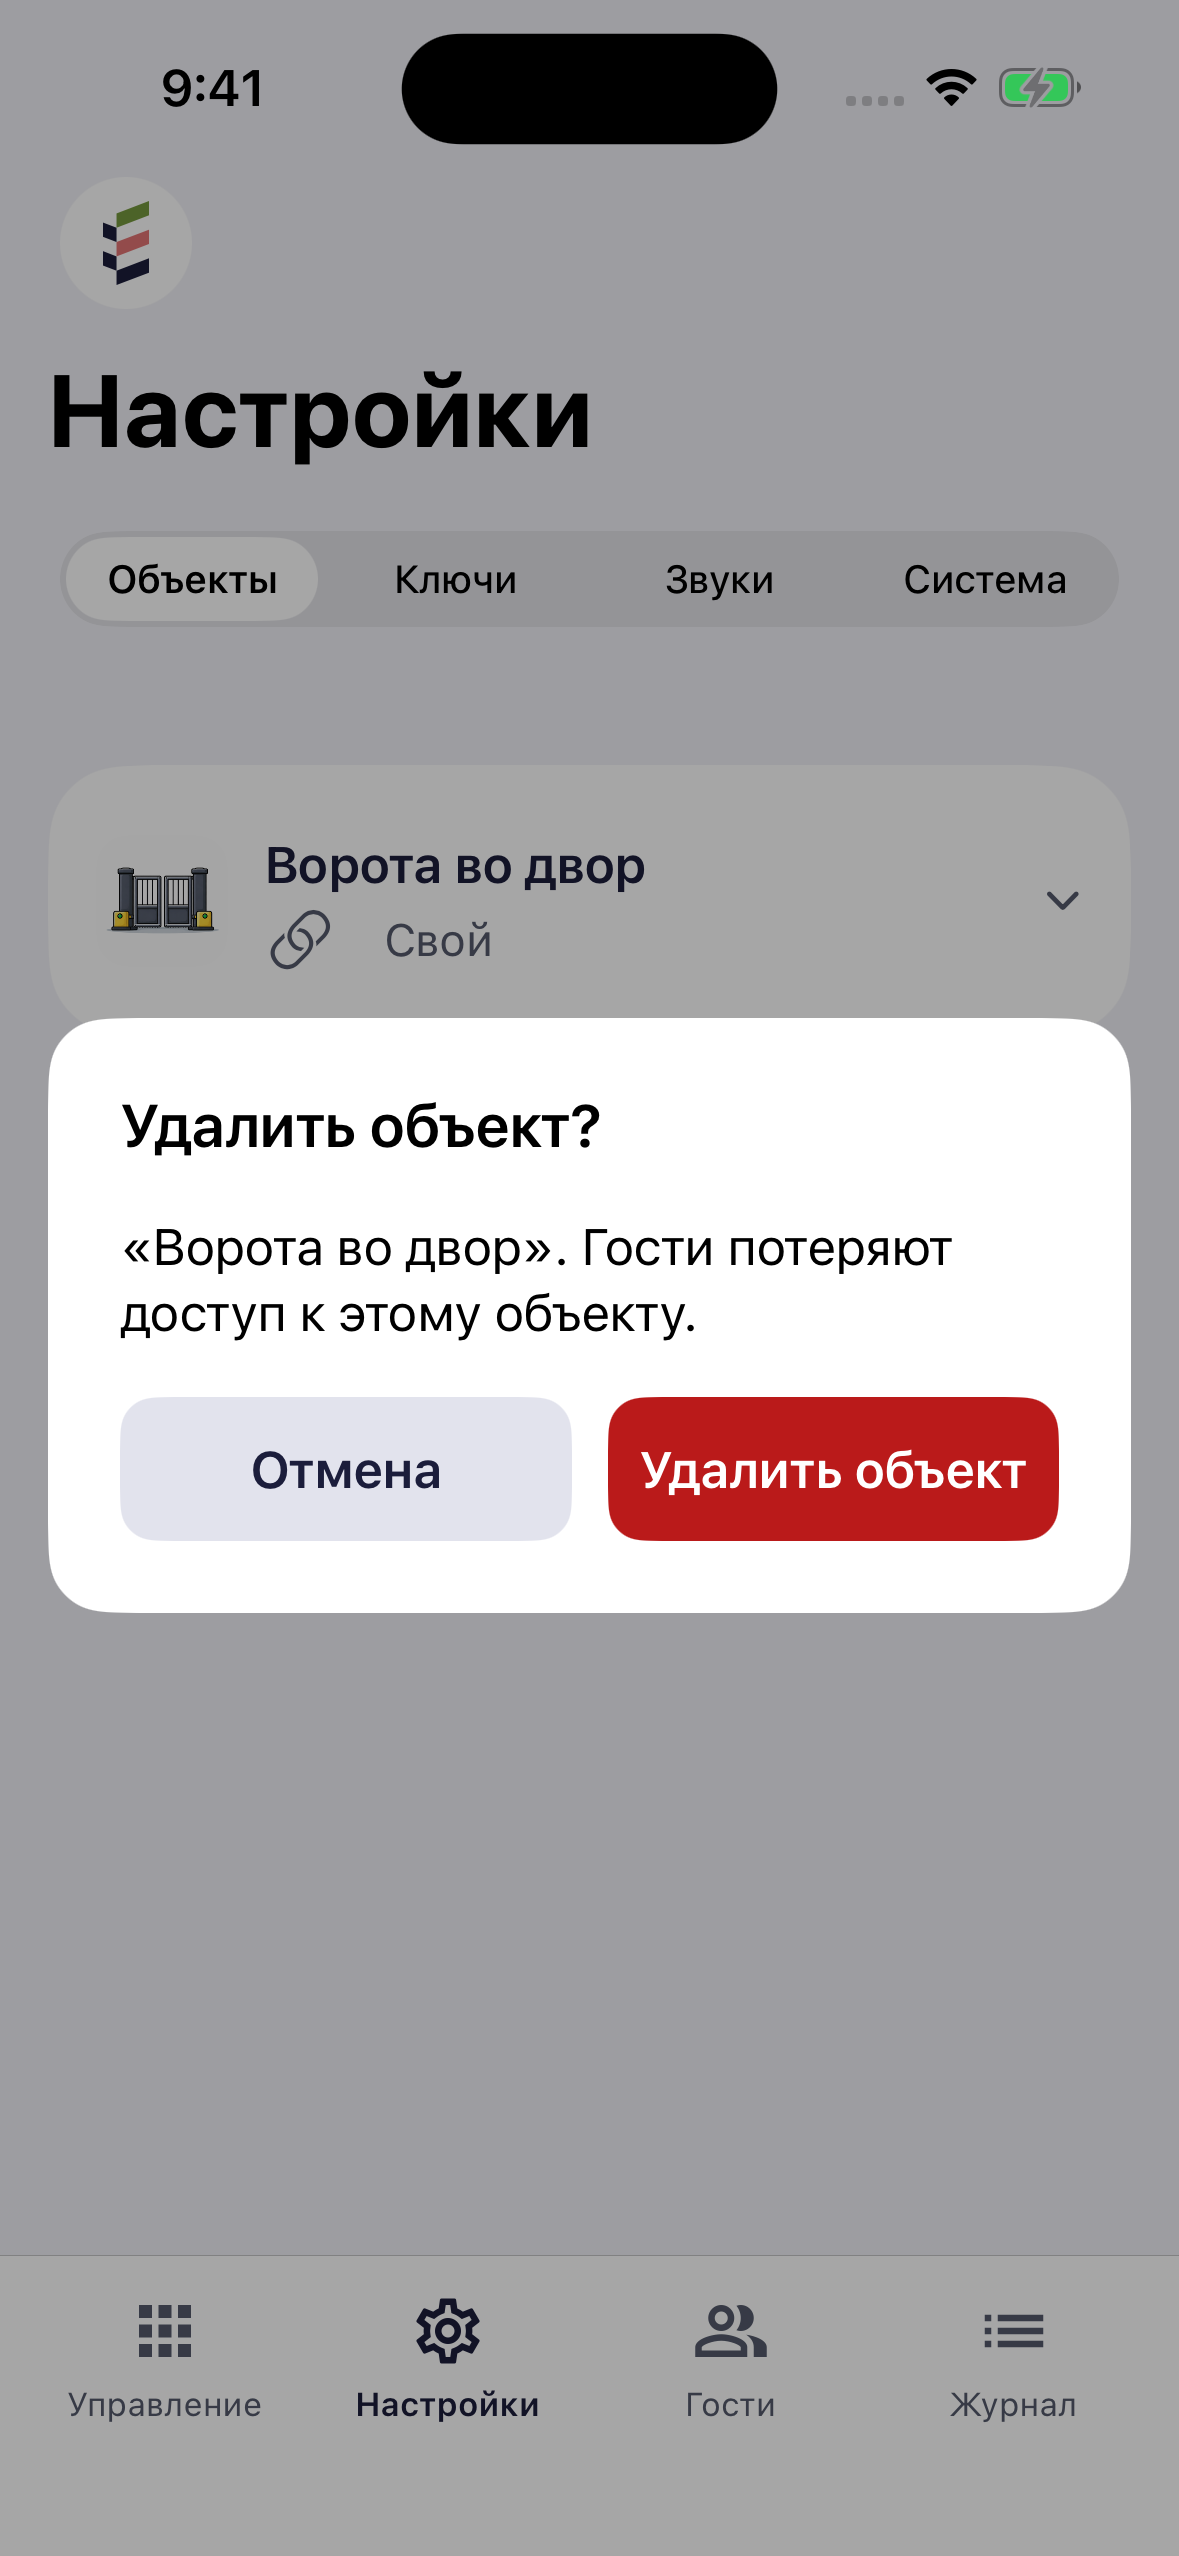 9:41
Настройки
Объекты Ключи Звуки Система
Ворота во двор
Свой
Удалить объект?
«Ворота во двор». Гости потеряют
доступ к этому объекту.
Отмена Удалить объект
Управление Настройки Гости Журнал